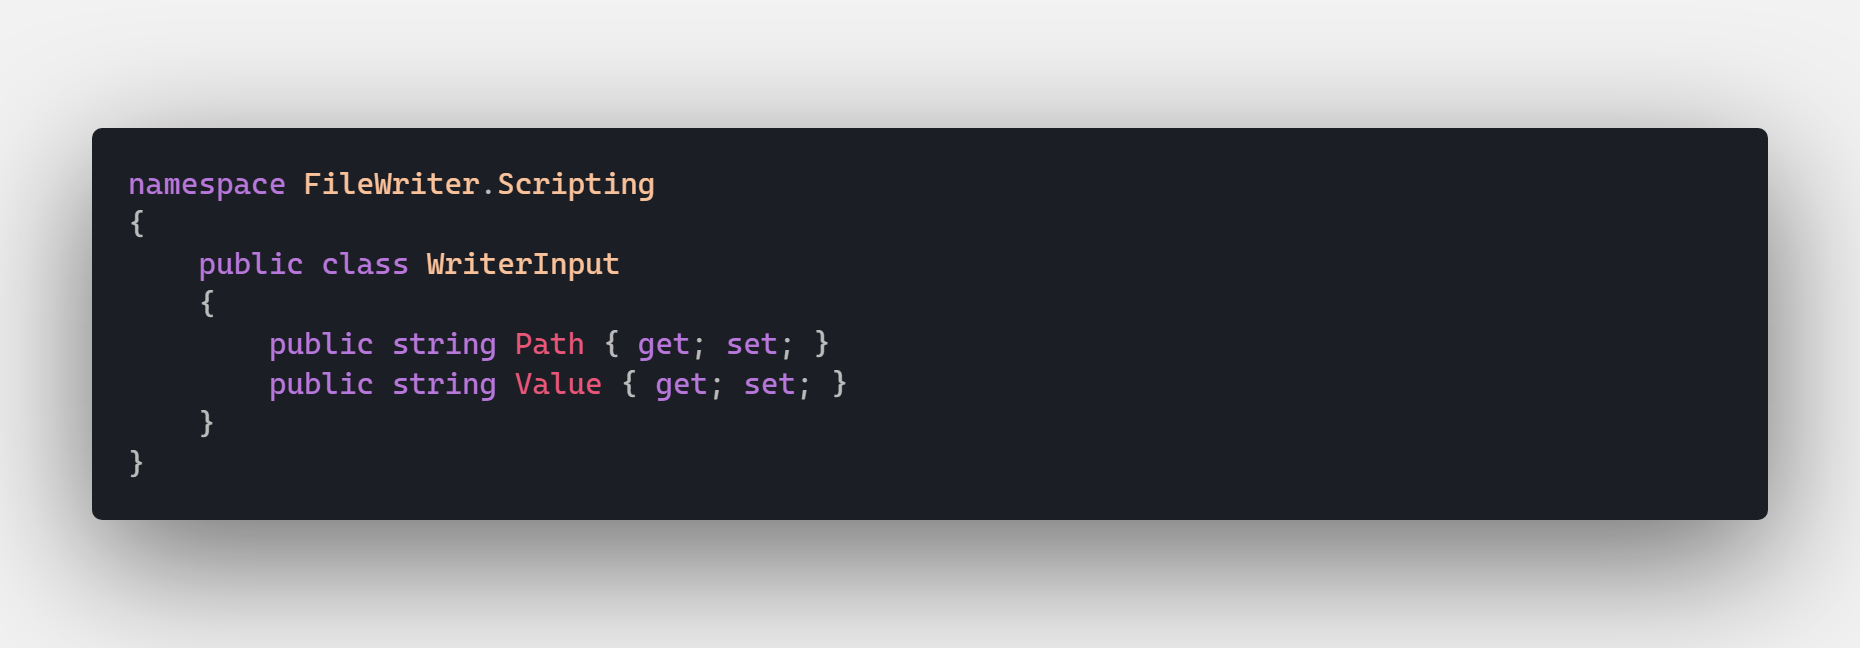 namespace FileWriter.Scripting
{
    public class WriterInput
    {
        public string Path { get; set; }
        public string Value { get; set; }
    }
}